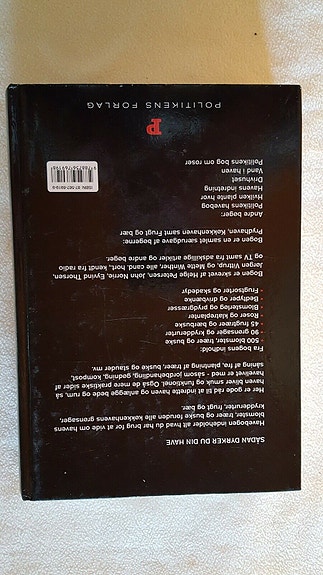 SÅDAN DYRKER DU DIN HAVE
Havebogen indeholder alt du hvad du har brug for at vide om havens
blomster, træer og buske foruden alle køkkenhavens grønsager,
krydderurter, frugt og bær.
Her er gode råd til at indrette haven og anlægge bede og rum, så
haven bliver smuk og funktionel. Også de mere praktiske sider af
havelivet er med - såsom jordbehandling, gødning, kompost,
såning af frø, plantning af træer, buske og stauder mv.
Fra bogens indhold:
- 500 blomster, træer og buske
- 90 grønsager og krydderurter
- 45 frugtræer og bærbuske
- Roser og klatreplanter
- Blomsterløg og prydgræsser
- Bedtyper og drivbænke
- Frugtsorter og skadedyr
Bogen er skrevet af Helge Petersen, John Norrie, Eyvind Thorsen,
Jørgen Vittrup og Mette Winther, alle cand. hort, kendt fra radio
og TV samt fra adskillige artikler og andre bøger.
Bogen er en samlet særudgave af bøgerne:
Prydhaven, Køkkenhaven samt Frugt og bær
Andre bøger:
Politikens havebog
Hvilken plante hvor
Havens indretning
Drivhuset
Vand i haven
Politikens bog om roser
P
POLITIKENS FORLAG